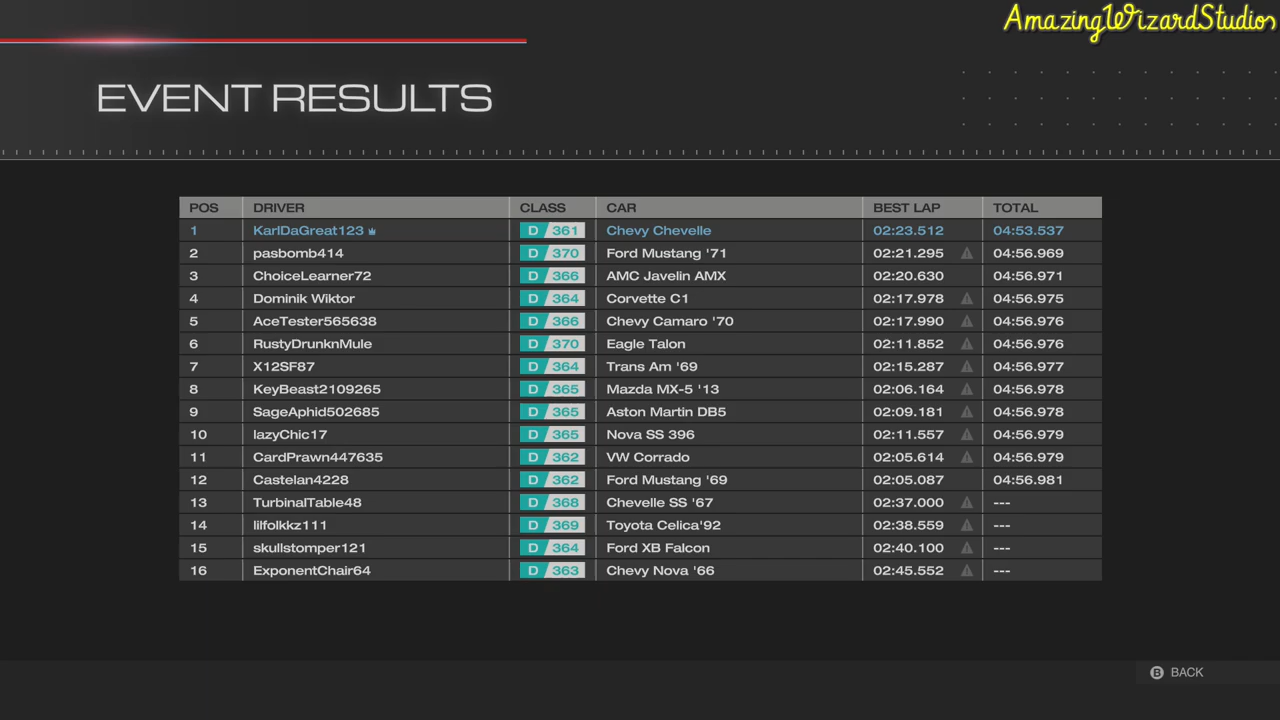 AmazingWizardStudios
EVENT RESULTS
POS DRIVER CLASS CAR BEST LAP TOTAL
1 KarlDaGreat123 D 361 Chevy Chevelle 02:23.512 04:53.537
2 pasbomb414 D 370 Ford Mustang '71 02:21.295 04:56.969
3 ChoiceLearner72 D 366 AMC Javelin AMX 02:20.630 04:56.971
4 Dominik Wiktor D 364 Corvette C1 02:17.978 04:56.975
5 AceTester565638 D 366 Chevy Camaro '70 02:17.990 04:56.976
6 RustyDrunknMule D 370 Eagle Talon 02:11.852 04:56.976
7 X12SF87 D 364 Trans Am '69 02:15.287 04:56.977
8 KeyBeast2109265 D 365 Mazda MX-5 '13 02:06.164 04:56.978
9 SageAphid502685 D 365 Aston Martin DB5 02:09.181 04:56.978
10 lazyChic17 D 365 Nova SS 396 02:11.557 04:56.979
11 CardPrawn447635 D 362 VW Corrado 02:05.614 04:56.979
12 Castelan4228 D 362 Ford Mustang '69 02:05.087 04:56.981
13 TurbinalTable48 D 368 Chevelle SS '67 02:37.000 ---
14 lilfolkkz111 D 369 Toyota Celica'92 02:38.559 ---
15 skullstomper121 D 364 Ford XB Falcon 02:40.100 ---
16 ExponentChair64 D 363 Chevy Nova '66 02:45.552 ---
B BACK